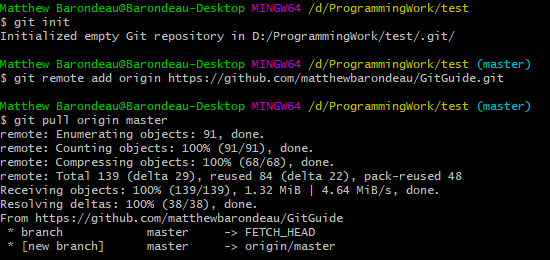 Matthew Barondeau@Barondeau-Desktop MINGW64 /d/ProgrammingWork/test
$ git init
Initialized empty Git repository in D:/ProgrammingWork/test/.git/
Matthew Barondeau@Barondeau-Desktop MINGW64 /d/ProgrammingWork/test (master)
$ git remote add origin https://github.com/matthewbarondeau/GitGuide.git
Matthew Barondeau@Barondeau-Desktop MINGW64 /d/ProgrammingWork/test (master)
$ git pull origin master
remote: Enumerating objects: 91, done.
remote: Counting objects: 100% (91/91), done.
remote: Compressing objects: 100% (68/68), done.
remote: Total 139 (delta 29), reused 84 (delta 22), pack-reused 48
Receiving objects: 100% (139/139), 1.32 MiB | 4.64 MiB/s, done.
Resolving deltas: 100% (38/38), done.
From https://github.com/matthewbarondeau/GitGuide
 * branch            master     -> FETCH_HEAD
 * [new branch]      master     -> origin/master